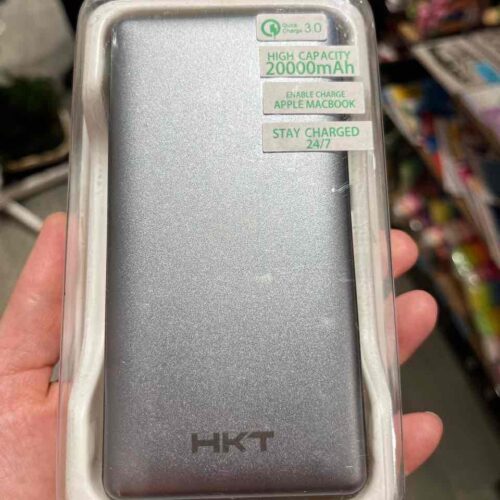 Quick
Charge 3.0
HIGH CAPACITY
20000mAh
ENABLE CHARGE
APPLE MACBOOK
STAY CHARGED
24/7
HKT